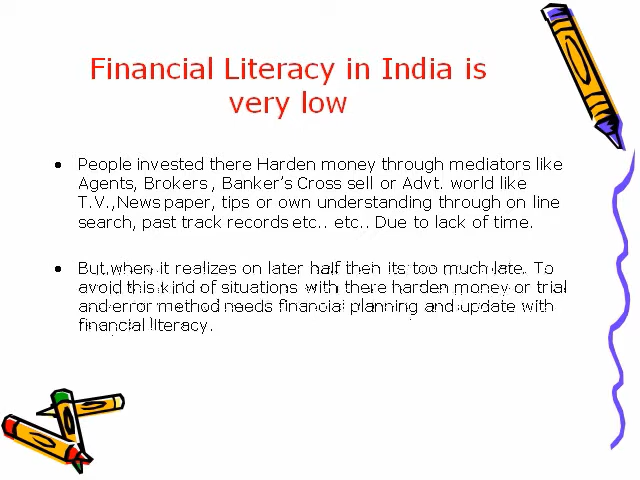 Financial Literacy in India is
very low
• People invested there Harden money through mediators like
Agents, Brokers , Banker's Cross sell or Advt. world like
T.V.,News paper, tips or own understanding through on line
search, past track records etc.. etc.. Due to lack of time.
• But when it realizes on later half then its too much late. To
avoid this kind of situations with there harden money or trial
and error method needs financial planning and update with
financial literacy.